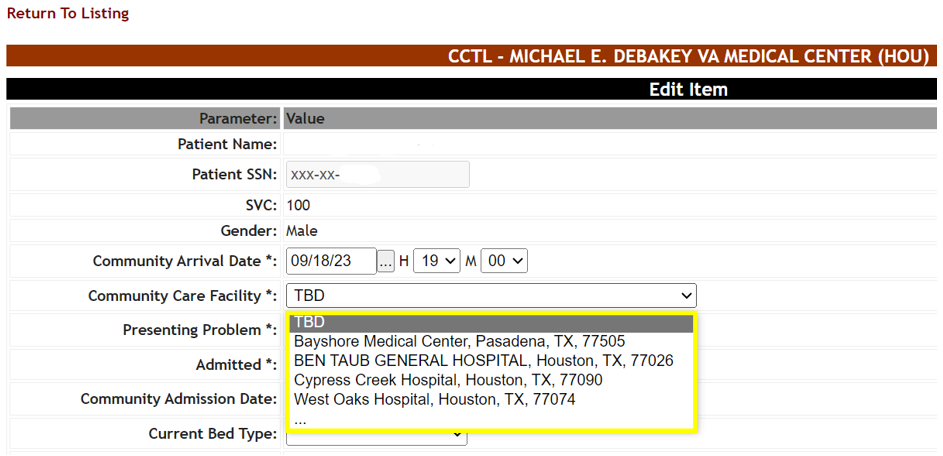 Return To Listing
CCTL - MICHAEL E. DEBAKEY VA MEDICAL CENTER (HOU)
Edit Item
Parameter: Value
Patient Name:
Patient SSN: xxx-xx-
SVC: 100
Gender: Male
Community Arrival Date *: 09/18/23 ... H 19 M 00
Community Care Facility *: TBD
TBD
Presenting Problem *:
Bayshore Medical Center, Pasadena, TX, 77505
BEN TAUB GENERAL HOSPITAL, Houston, TX, 77026
Admitted *:
Cypress Creek Hospital, Houston, TX, 77090
Community Admission Date:
West Oaks Hospital, Houston, TX, 77074
...
Current Bed Type: